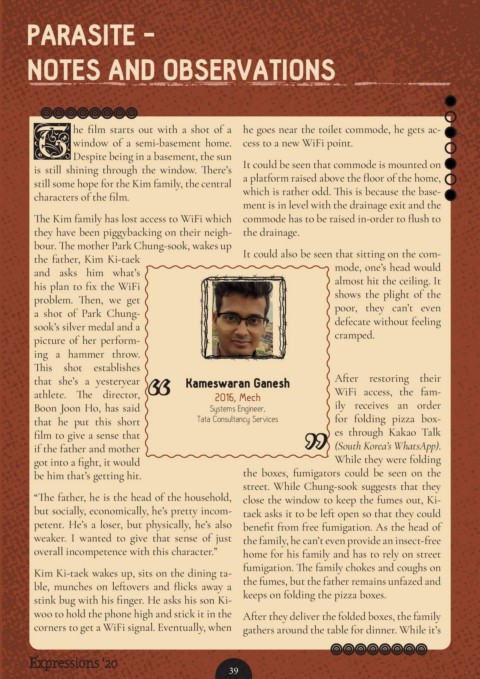 PARASITE -
NOTES AND OBSERVATIONS
The film starts out with a shot of a
window of a semi-basement home.
Despite being in a basement, the sun
is still shining through the window. There's
still some hope for the Kim family, the central
characters of the film.
The Kim family has lost access to WiFi which
they have been piggybacking on their neigh-
bour. The mother Park Chung-sook, wakes up
the father, Kim Ki-taek
and asks him what's
his plan to fix the WiFi
problem. Then, we get
a shot of Park Chung-
sook's silver medal and a
picture of her perform-
ing a hammer throw.
This shot establishes
that she's a yesteryear
athlete. The director,
Boon Joon Ho, has said
that he put this short
film to give a sense that
if the father and mother
got into a fight, it would
be him that's getting hit.
"The father, he is the head of the household,
but socially, economically, he's pretty incom-
petent. He's a loser, but physically, he's also
weaker. I wanted to give that sense of just
overall incompetence with this character."
Kim Ki-taek wakes up, sits on the dining ta-
ble, munches on leftovers and flicks away a
stink bug with his finger. He asks his son Ki-
woo to hold the phone high and stick it in the
corners to get a WiFi signal. Eventually, when
he goes near the toilet commode, he gets ac-
cess to a new WiFi point.
It could be seen that commode is mounted on
a platform raised above the floor of the home,
which is rather odd. This is because the base-
ment is in level with the drainage exit and the
commode has to be raised in-order to flush to
the drainage.
It could also be seen that sitting on the com-
mode, one's head would
almost hit the ceiling. It
shows the plight of the
poor, they can't even
defecate without feeling
cramped.
After restoring their
WiFi access, the fam-
ily receives an order
for folding pizza box-
es through Kakao Talk
(South Korea's WhatsApp).
While they were folding
the boxes, fumigators could be seen on the
street. While Chung-sook suggests that they
close the window to keep the fumes out, Ki-
taek asks it to be left open so that they could
benefit from free fumigation. As the head of
the family, he can't even provide an insect-free
home for his family and has to rely on street
fumigation. The family chokes and coughs on
the fumes, but the father remains unfazed and
keeps on folding the pizza boxes.
After they deliver the folded boxes, the family
gathers around the table for dinner. While it's
Kameswaran Ganesh
2016, Mech
Systems Engineer,
Tata Consultancy Services
Expressions '20
39